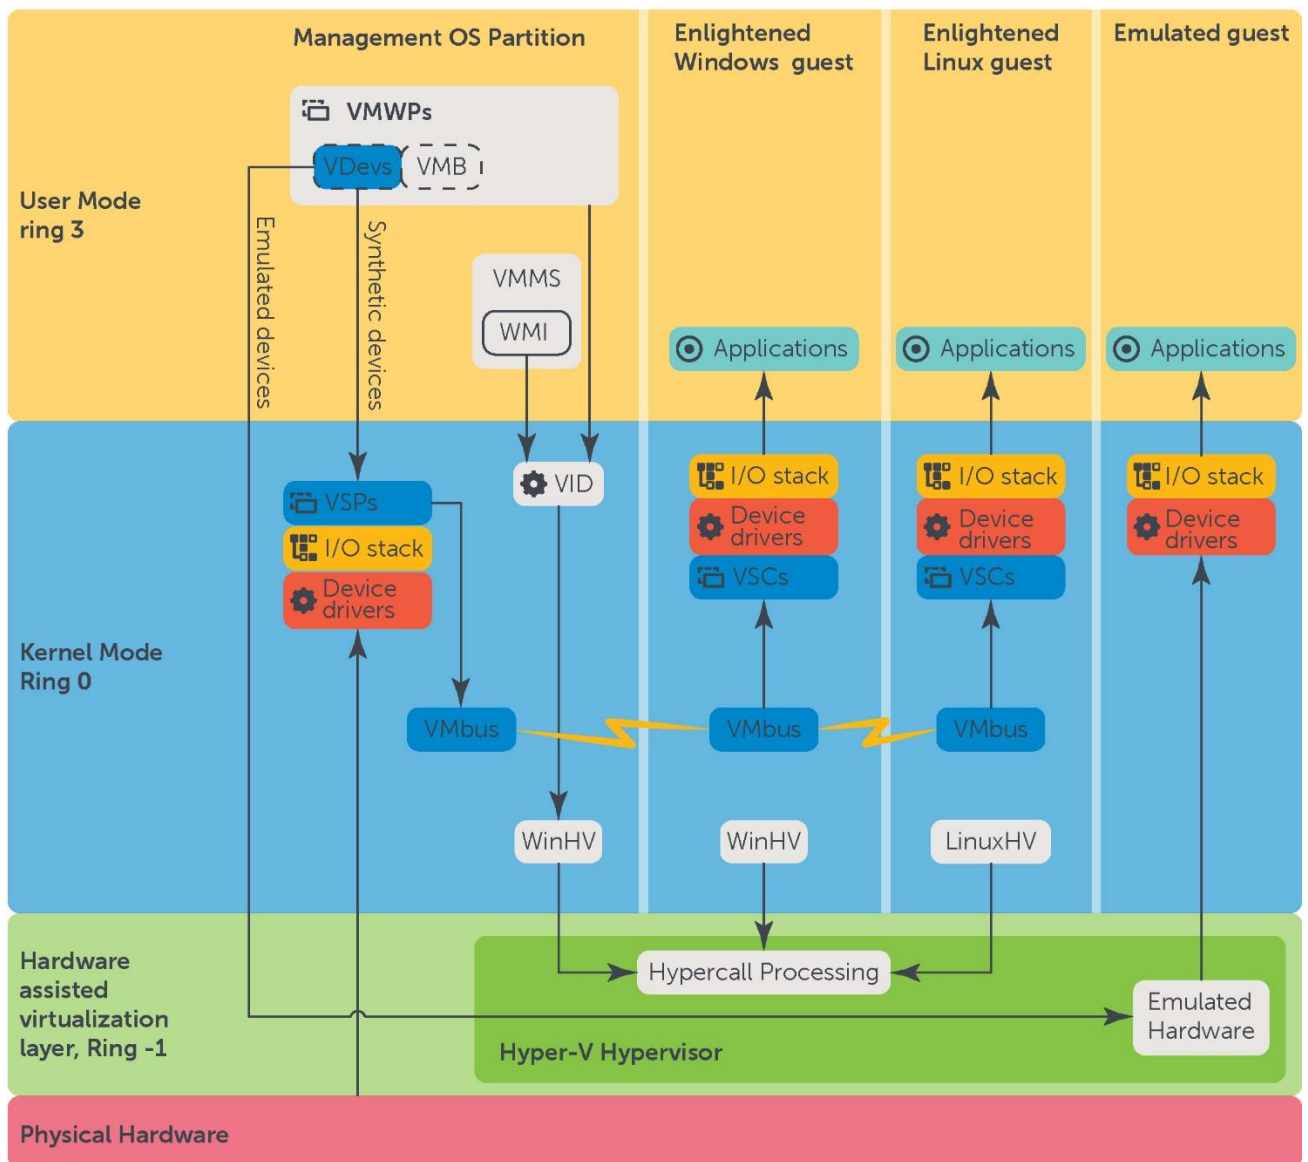 Management OS Partition
Enlightened
Windows guest
Enlightened
Linux guest
Emulated guest
VMWPs
VDevs
VMB
User Mode
ring 3
Emulated devices
Synthetic devices
VMMS
WMI
Applications
Applications
Applications
VSPs
I/O stack
Device
drivers
VID
I/O stack
Device
drivers
VSCs
I/O stack
Device
drivers
VSCs
I/O stack
Device
drivers
Kernel Mode
Ring 0
VMbus
VMbus
VMbus
WinHV
WinHV
LinuxHV
Hardware
assisted
virtualization
layer, Ring -1
Hypercall Processing
Emulated
Hardware
Hyper-V Hypervisor
Physical Hardware